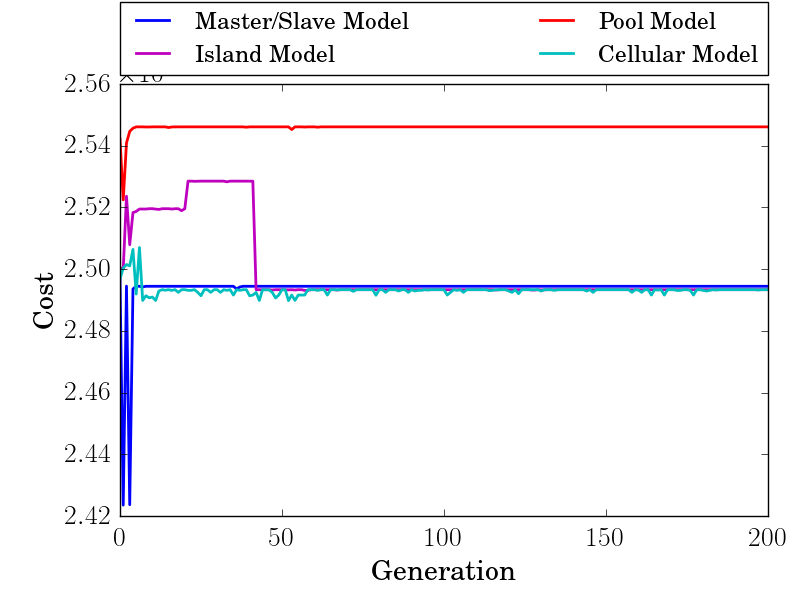 Master/Slave Model Pool Model
Island Model Cellular Model
2.56
2.54
2.52
2.50
2.48
2.46
2.44
2.42
Cost
0 50 100 150 200
Generation